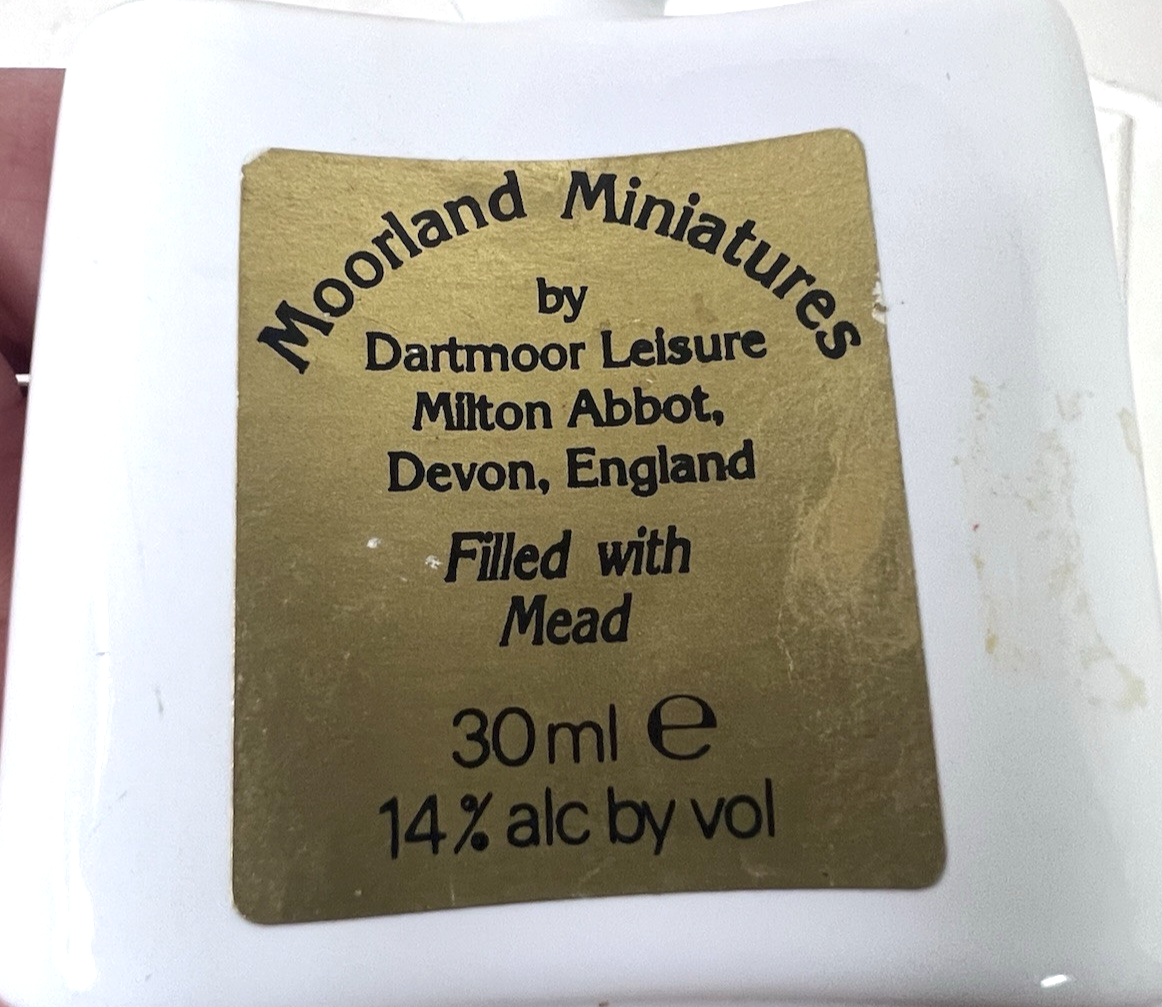 Moorland Miniatures
by
Dartmoor Leisure
Milton Abbot,
Devon, England
Filled with
Mead
30ml e
14% alc by vol